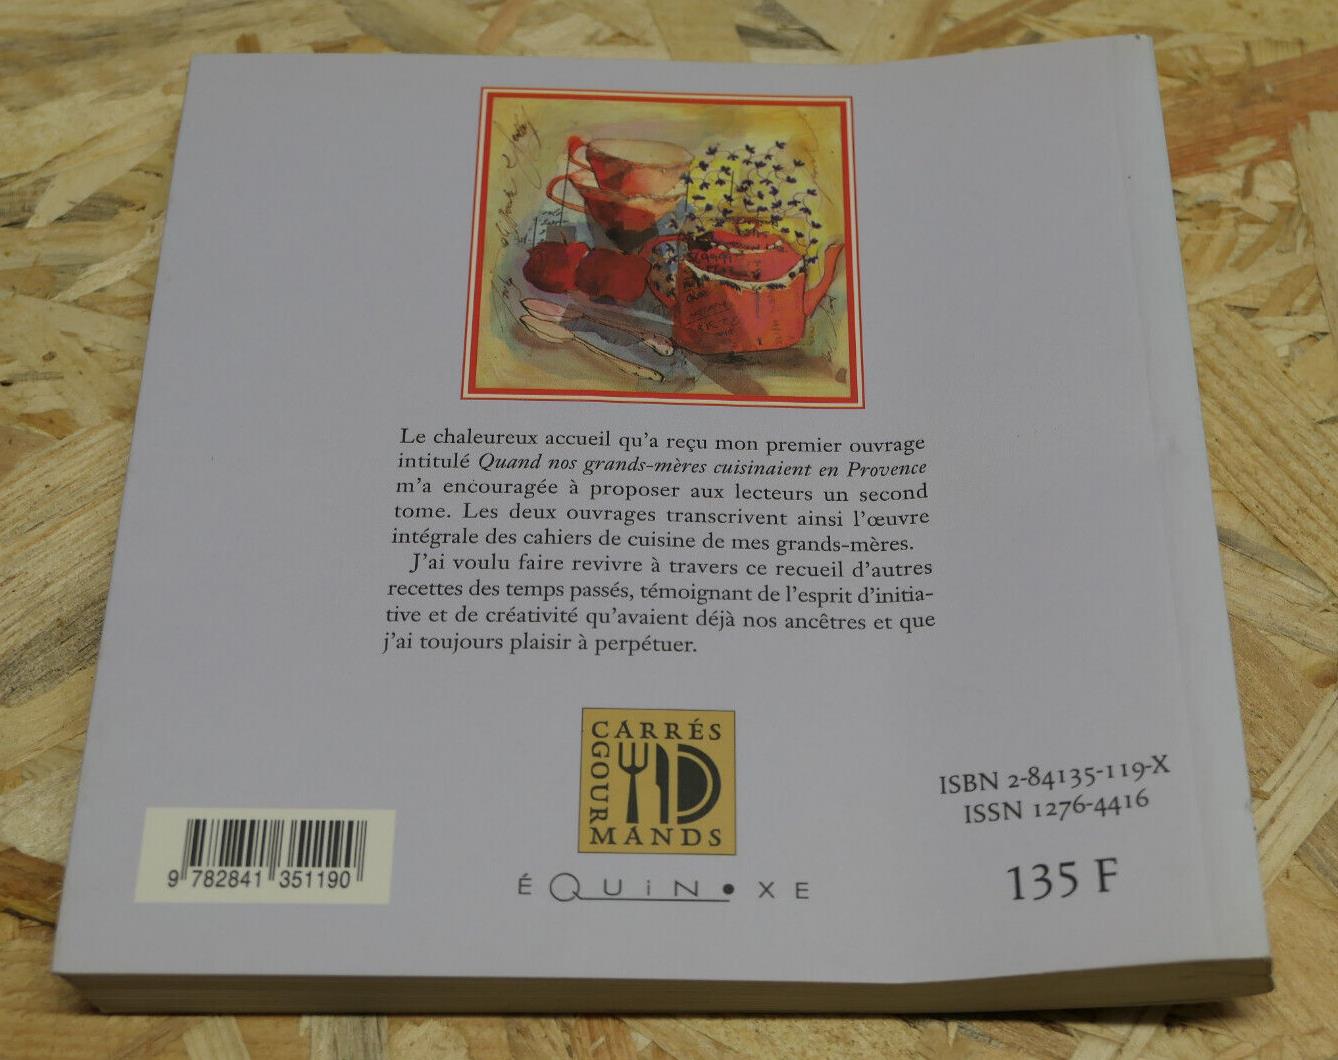 Le chaleureux accueil qu'a reçu mon premier ouvrage
intitulé Quand nos grands-mères cuisinaient en Provence
m'a encouragée à proposer aux lecteurs un second
tome. Les deux ouvrages transcrivent ainsi l'œuvre
intégrale des cahiers de cuisine de mes grands-mères.
J'ai voulu faire revivre à travers ce recueil d'autres
recettes des temps passés, témoignant de l'esprit d'initia-
tive et de créativité qu'avaient déjà nos ancêtres et que
j'ai toujours plaisir à perpétuer.
CARRÉS
GOUR
MANDS
ÉQUiNOXE
ISBN 2-84135-119-X
ISSN 1276-4416
135 F
9 782841 351190